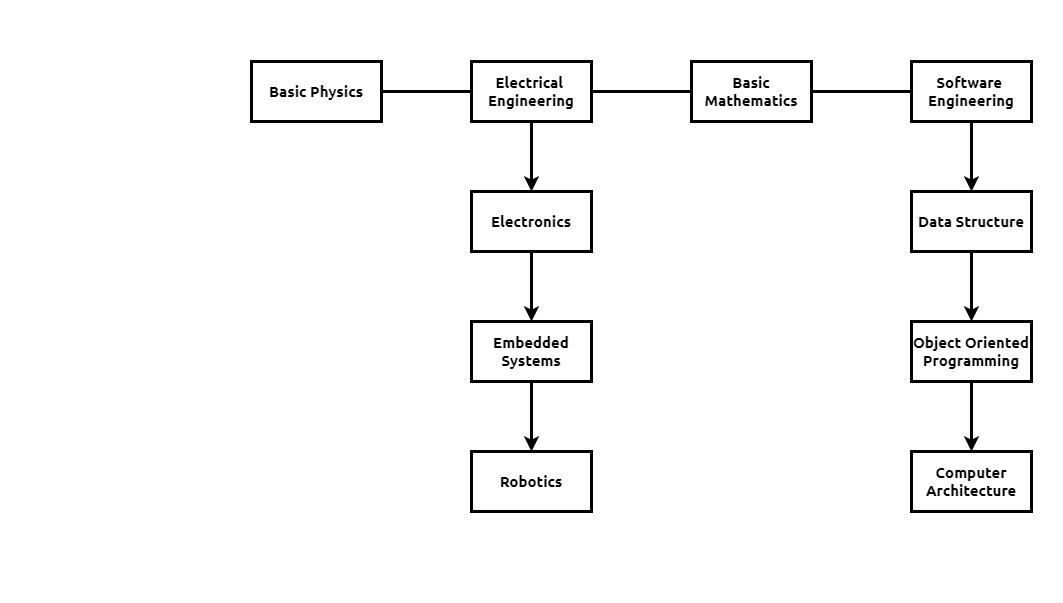 Basic Physics
Electrical
Engineering
Basic
Mathematics
Software
Engineering
Electronics
Data Structure
Embedded
Systems
Object Oriented
Programming
Robotics
Computer
Architecture